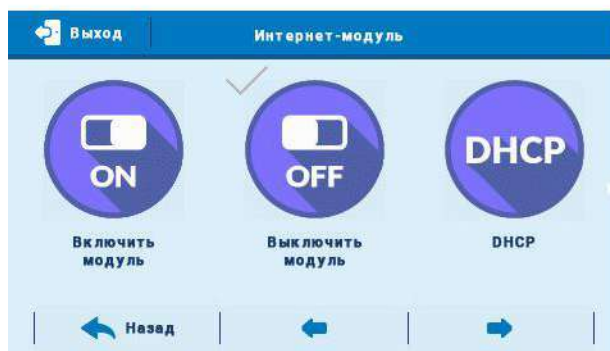 Выход
Интернет-модуль
ON
OFF
DHCP
Включить
модуль
Выключить
модуль
DHCP
Назад